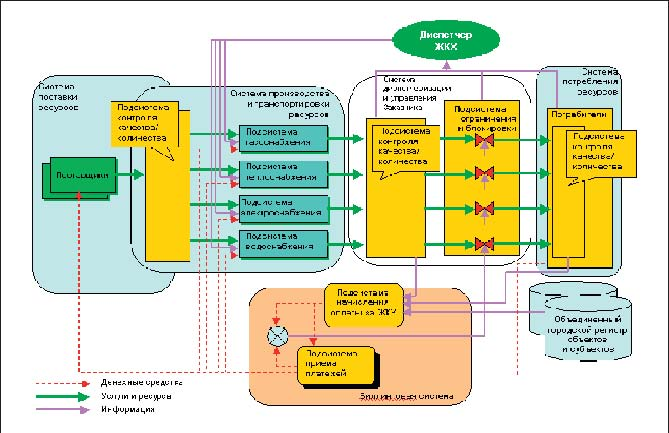 Диспетчер
ЖКХ
Система
поставки
ресурсов
Подсистема
контроля
качества/
количества
Поставщики
Система производства
и транспортировки
ресурсов
Подсистема
газоснабжения
Подсистема
теплоснабжения
Подсистема
электроснабжения
Подсистема
водоснабжения
Система
диспетчеризации
и управления
Заказчика
Подсистема
контроля
качества/
количества
Подсистема
ограничения
и блокировки
Система
потребления
ресурсов
Потребители
Подсистема
контроля
качества/
количества
Подсистема
начисления
оплаты за ЖКУ
Подсистема
приема
платежей
Биллинговая система
Объединенный
городской регистр
объектов
и субъектов
Денежные средства
Услуги и ресурсы
Информация